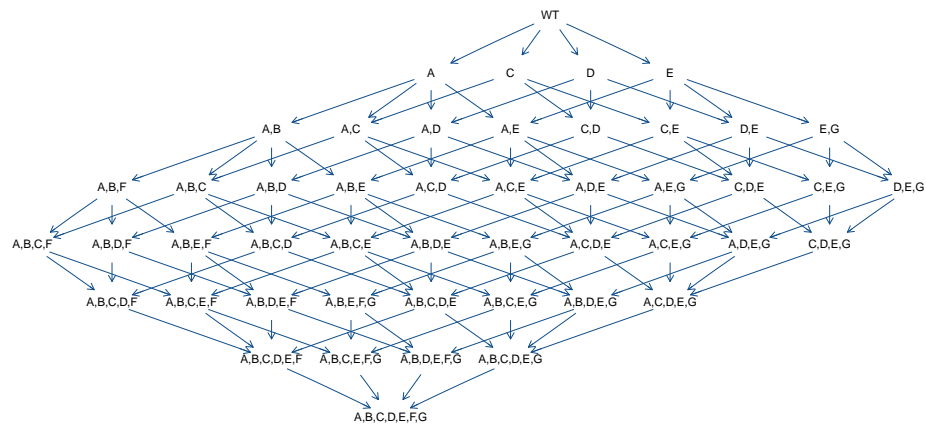 WT
A C D E
A,B A,C A,D A,E C,D C,E D,E E,G
A,B,F A,B,C A,B,D A,B,E A,C,D A,C,E A,D,E A,E,G C,D,E C,E,G D,E,G
A,B,C,F A,B,D,F A,B,E,F A,B,C,D A,B,C,E A,B,D,E A,B,E,G A,C,D,E A,C,E,G A,D,E,G C,D,E,G
A,B,C,D,F A,B,C,E,F A,B,D,E,F A,B,E,F,G A,B,C,D,E A,B,C,E,G A,B,D,E,G A,C,D,E,G
A,B,C,D,E,F A,B,C,E,F,G A,B,D,E,F,G A,B,C,D,E,G
A,B,C,D,E,F,G